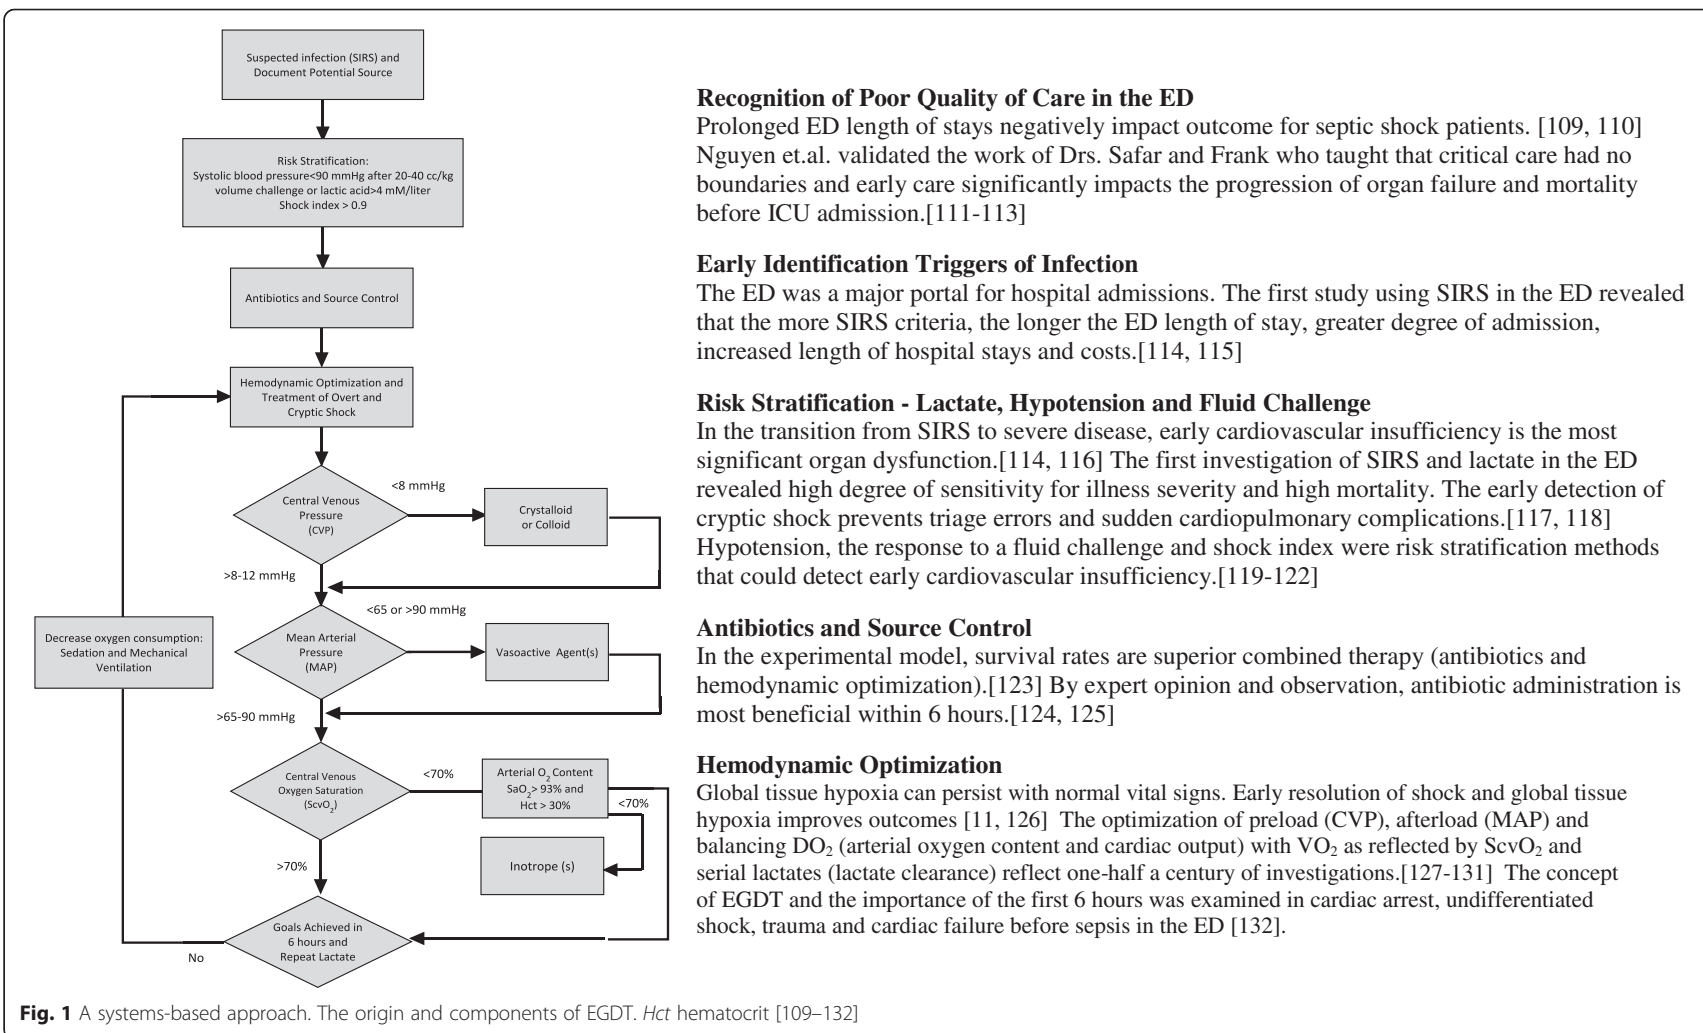 Suspected infection (SIRS) and
Document Potential Source
Risk Stratification:
Systolic blood pressure<90 mmHg after 20-40 cc/kg
volume challenge or lactic acid>4 mM/liter
Shock index > 0.9
Antibiotics and Source Control
Hemodynamic Optimization and
Treatment of Overt and
Cryptic Shock
Central Venous
Pressure
(CVP)
<8 mmHg
Crystalloid
or Colloid
>8-12 mmHg
Mean Arterial
Pressure
(MAP)
<65 or >90 mmHg
Vasoactive Agent(s)
Decrease oxygen consumption:
Sedation and Mechanical
Ventilation
>65-90 mmHg
Central Venous
Oxygen Saturation
(ScvO2)
<70%
Arterial O2 Content
SaO2> 93% and
Hct > 30%
<70%
Inotrope (s)
>70%
Goals Achieved in
6 hours and
Repeat Lactate
No
Recognition of Poor Quality of Care in the ED
Prolonged ED length of stays negatively impact outcome for septic shock patients. [109, 110]
Nguyen et.al. validated the work of Drs. Safar and Frank who taught that critical care had no
boundaries and early care significantly impacts the progression of organ failure and mortality
before ICU admission.[111-113]
Early Identification Triggers of Infection
The ED was a major portal for hospital admissions. The first study using SIRS in the ED revealed
that the more SIRS criteria, the longer the ED length of stay, greater degree of admission,
increased length of hospital stays and costs.[114, 115]
Risk Stratification - Lactate, Hypotension and Fluid Challenge
In the transition from SIRS to severe disease, early cardiovascular insufficiency is the most
significant organ dysfunction.[114, 116] The first investigation of SIRS and lactate in the ED
revealed high degree of sensitivity for illness severity and high mortality. The early detection of
cryptic shock prevents triage errors and sudden cardiopulmonary complications.[117, 118]
Hypotension, the response to a fluid challenge and shock index were risk stratification methods
that could detect early cardiovascular insufficiency.[119-122]
Antibiotics and Source Control
In the experimental model, survival rates are superior combined therapy (antibiotics and
hemodynamic optimization).[123] By expert opinion and observation, antibiotic administration is
most beneficial within 6 hours.[124, 125]
Hemodynamic Optimization
Global tissue hypoxia can persist with normal vital signs. Early resolution of shock and global tissue
hypoxia improves outcomes [11, 126] The optimization of preload (CVP), afterload (MAP) and
balancing DO2 (arterial oxygen content and cardiac output) with VO2 as reflected by ScvO2 and
serial lactates (lactate clearance) reflect one-half a century of investigations.[127-131] The concept
of EGDT and the importance of the first 6 hours was examined in cardiac arrest, undifferentiated
shock, trauma and cardiac failure before sepsis in the ED [132].
Fig. 1 A systems-based approach. The origin and components of EGDT. Hct hematocrit [109–132]